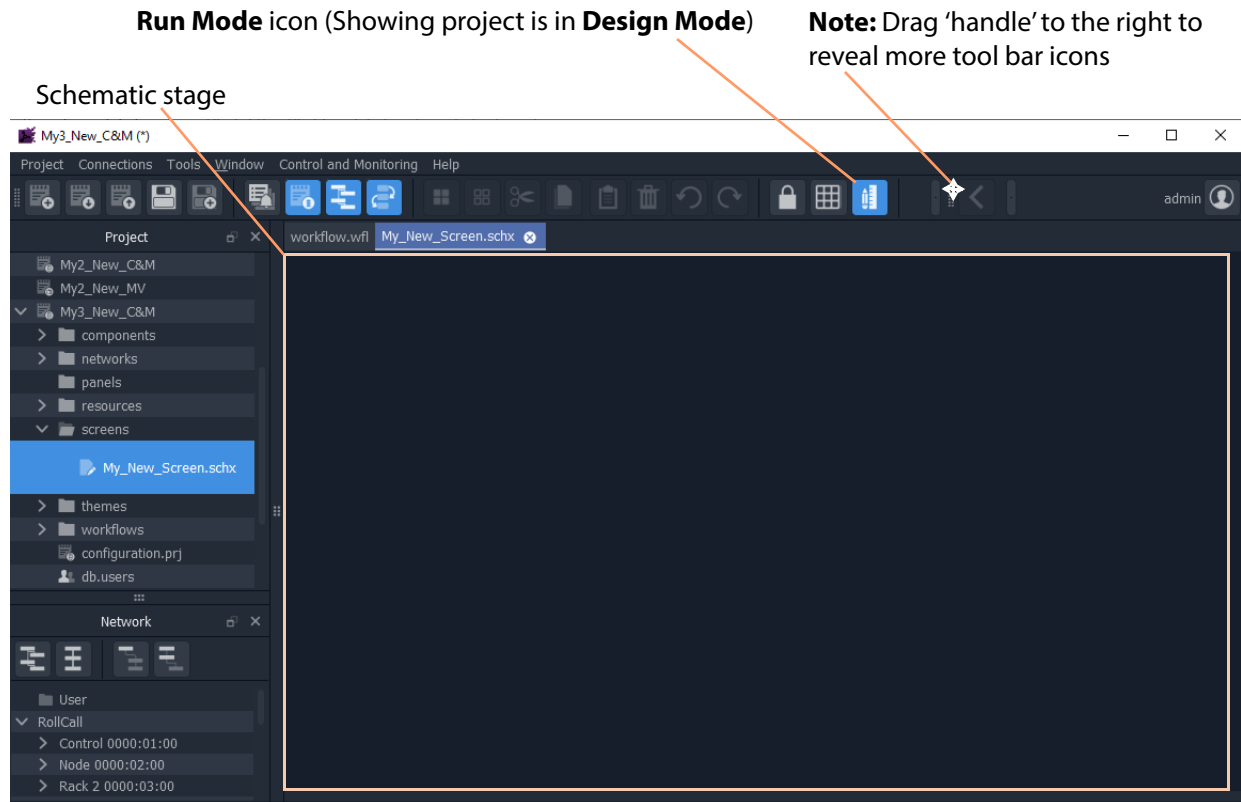 Run Mode icon (Showing project is in Design Mode)
Note: Drag ‘handle’ to the right to
reveal more tool bar icons
Schematic stage
My3_New_C&M (*)
Project Connections Tools Window Control and Monitoring Help
admin
Project
workflow.wfl My_New_Screen.schx
My2_New_C&M
My2_New_MV
My3_New_C&M
components
networks
panels
resources
screens
My_New_Screen.schx
themes
workflows
configuration.prj
db.users
Network
User
RollCall
Control 0000:01:00
Node 0000:02:00
Rack 2 0000:03:00